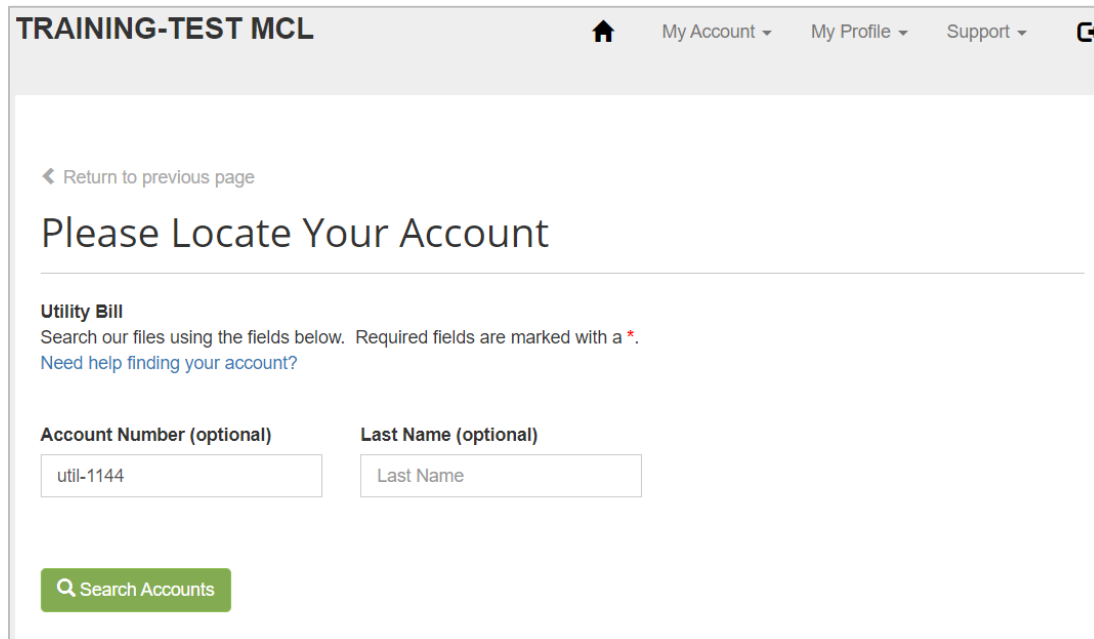 TRAINING-TEST MCL
My Account
My Profile
Support
Return to previous page
Please Locate Your Account
Utility Bill
Search our files using the fields below. Required fields are marked with a *.
Need help finding your account?
Account Number (optional)
Last Name (optional)
util-1144
Last Name
Search Accounts